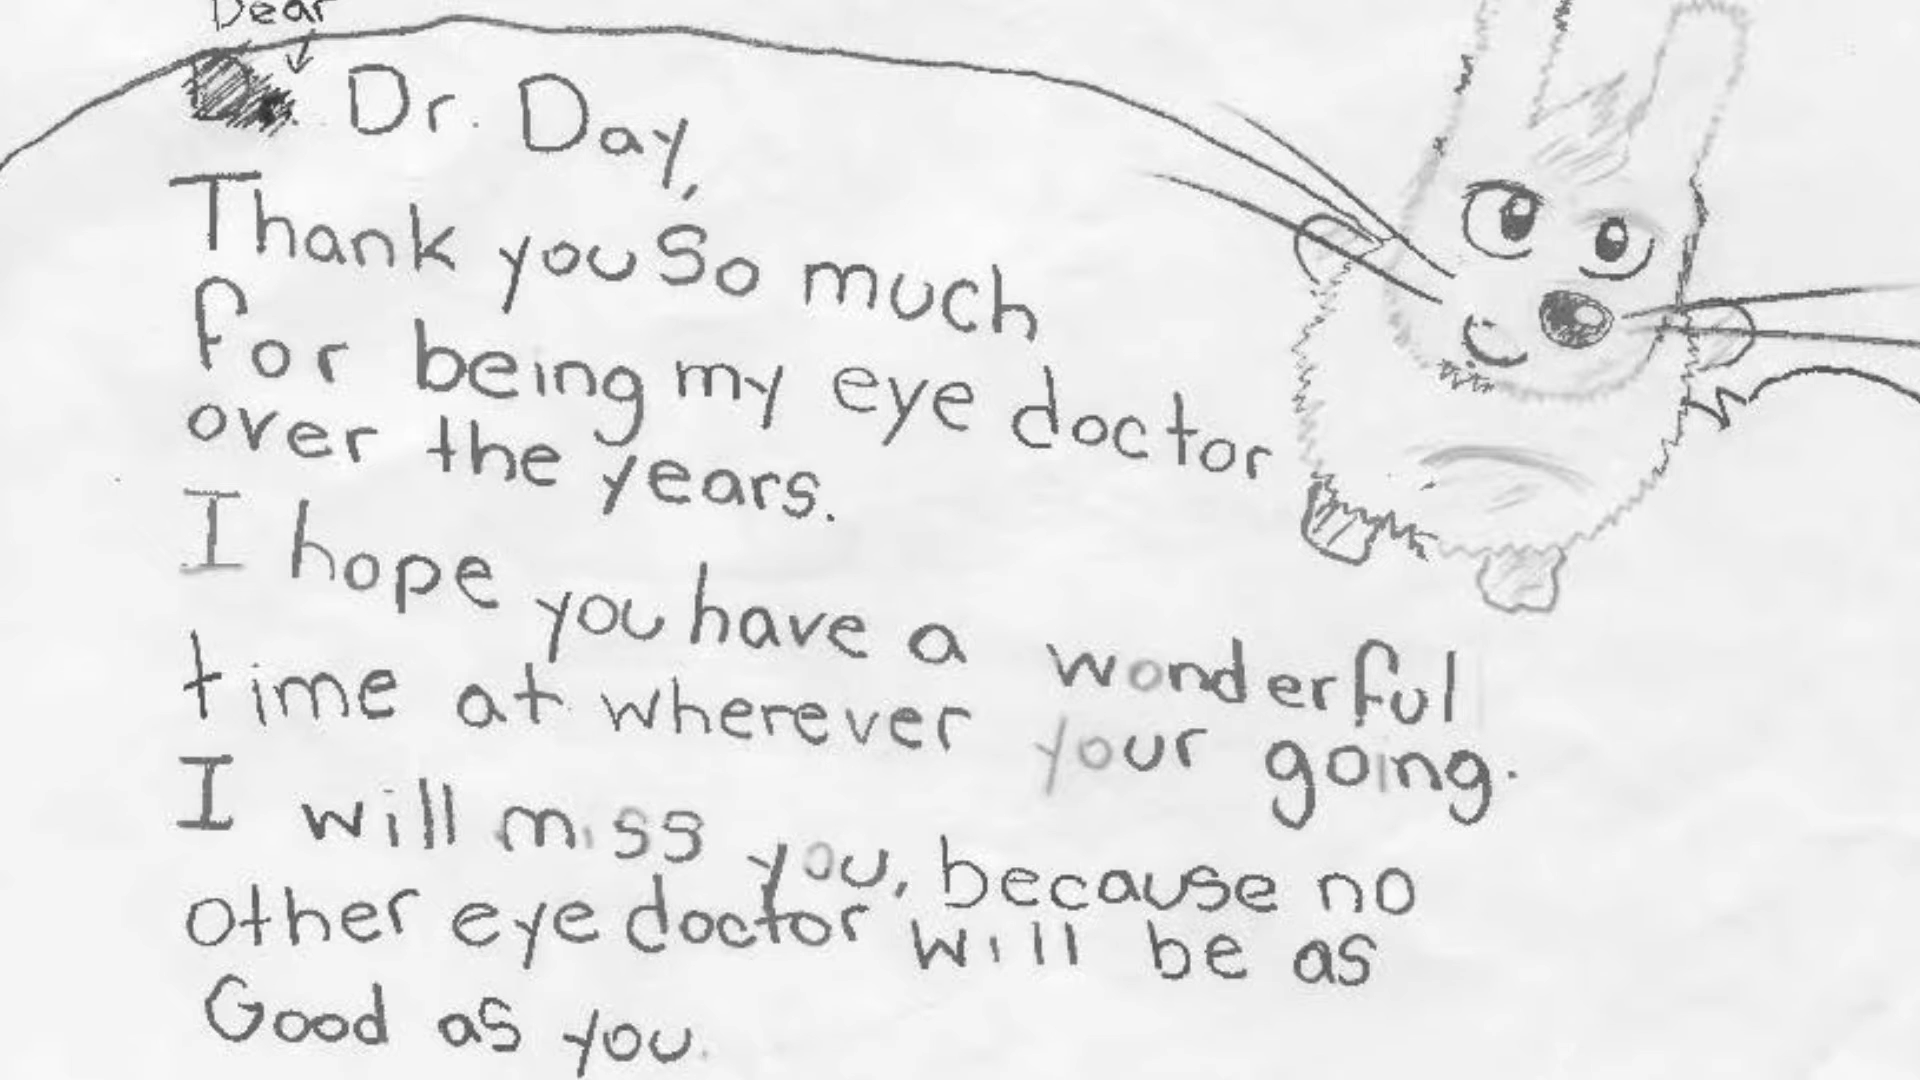 Dear
Dr. Day,
Thank you So much
for being my eye doctor
over the years.
I hope you have a wonderful
time at wherever your going.
I will miss you, because no
other eye doctor will be as
Good as you.